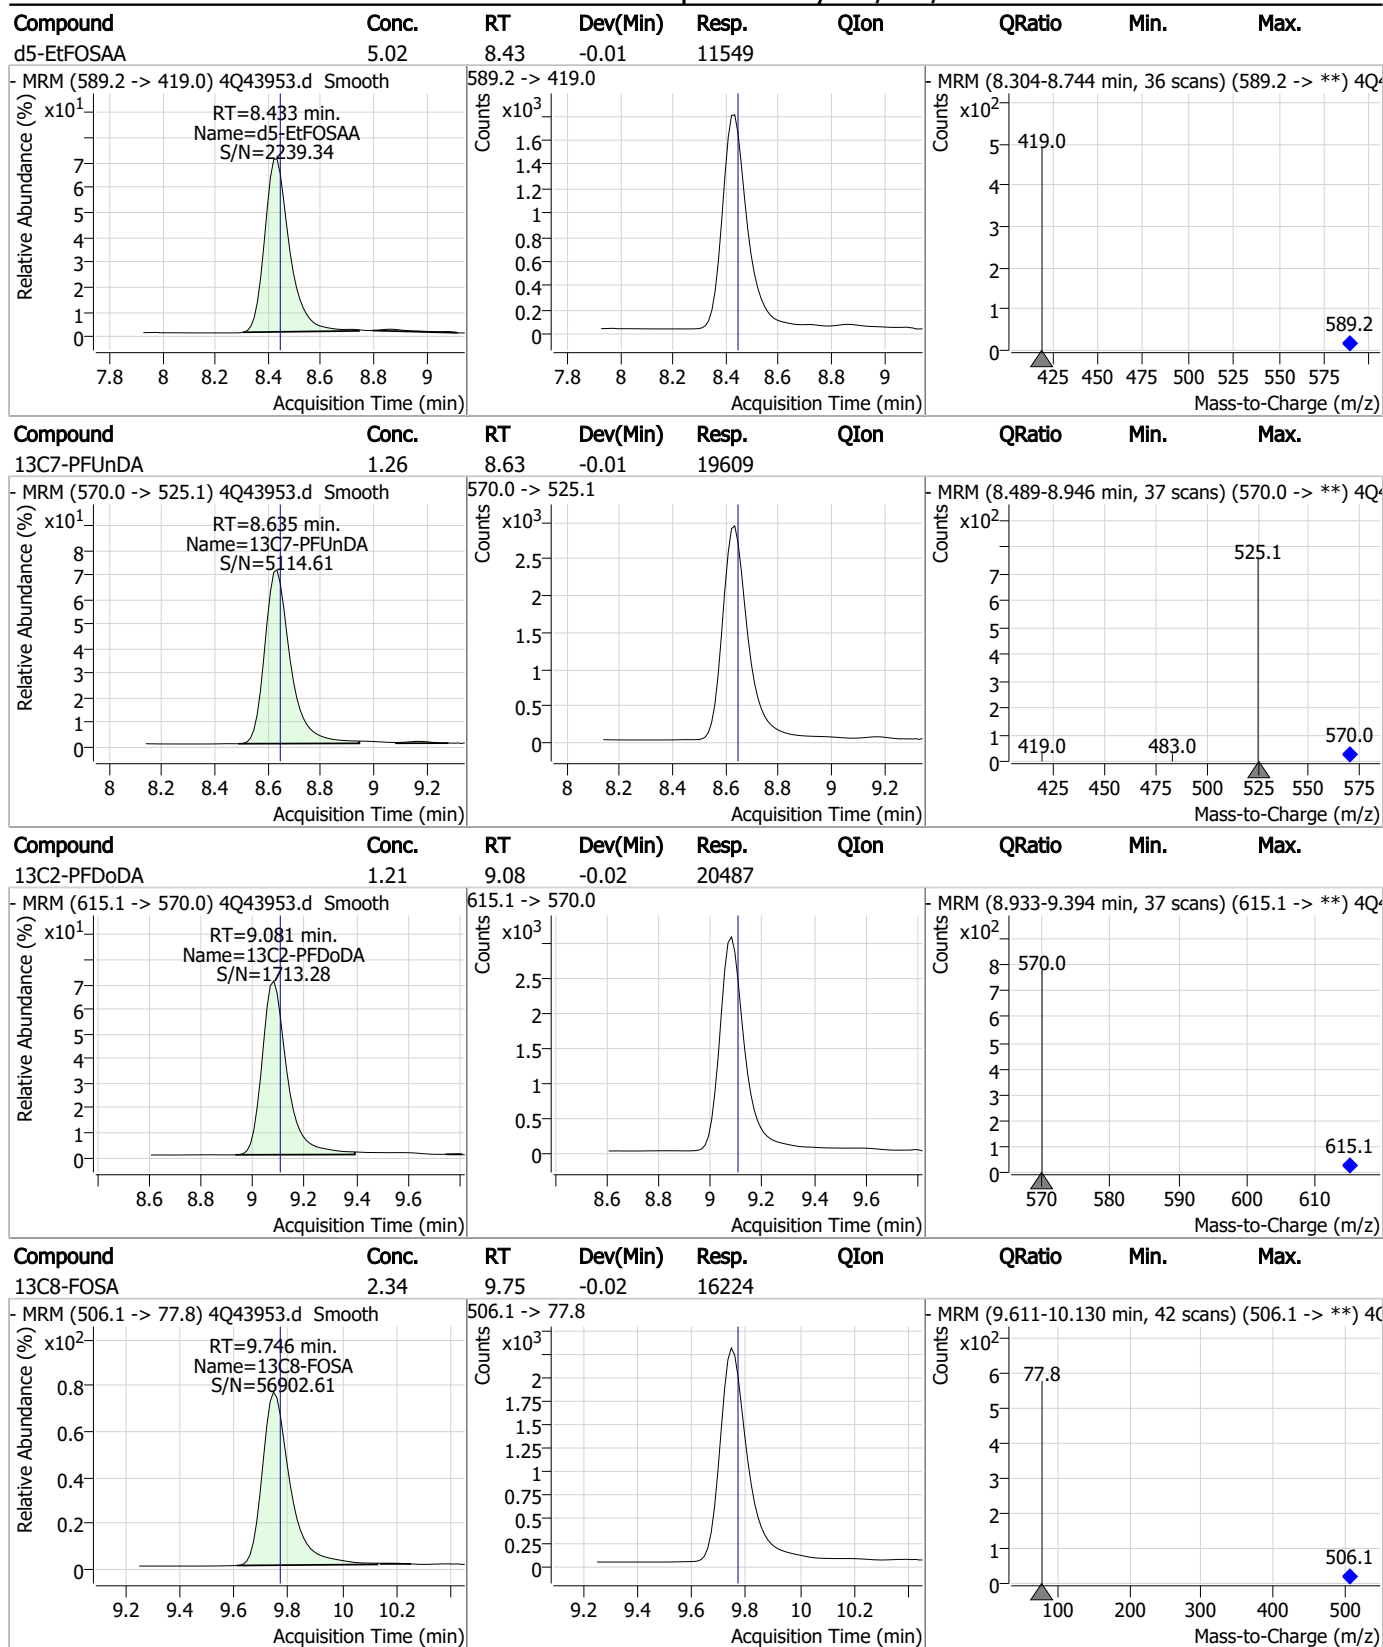 Compound Conc. RT Dev(Min) Resp. QIon QRatio Min. Max.
d5-EtFOSAA 5.02 8.43 -0.01 11549
- MRM (589.2 -> 419.0) 4Q43953.d Smooth
Relative Abundance (%)
x10¹
RT=8.433 min.
Name=d5-EtFOSAA
S/N=2239.34
7
6
5
4
3
2
1
0
7.8 8 8.2 8.4 8.6 8.8 9
Acquisition Time (min)
589.2 -> 419.0
Counts
x10³
1.6
1.4
1.2
1
0.8
0.6
0.4
0.2
0
7.8 8 8.2 8.4 8.6 8.8 9
Acquisition Time (min)
- MRM (8.304-8.744 min, 36 scans) (589.2 -> **) 4Q4
Counts
x10²
419.0
5
4
3
2
1
0
589.2
425 450 475 500 525 550 575
Mass-to-Charge (m/z)
Compound Conc. RT Dev(Min) Resp. QIon QRatio Min. Max.
13C7-PFUnDA 1.26 8.63 -0.01 19609
- MRM (570.0 -> 525.1) 4Q43953.d Smooth
Relative Abundance (%)
x10¹
RT=8.635 min.
Name=13C7-PFUnDA
S/N=5114.61
8
7
6
5
4
3
2
1
0
8 8.2 8.4 8.6 8.8 9 9.2
Acquisition Time (min)
570.0 -> 525.1
Counts
x10³
2.5
2
1.5
1
0.5
0
8 8.2 8.4 8.6 8.8 9 9.2
Acquisition Time (min)
- MRM (8.489-8.946 min, 37 scans) (570.0 -> **) 4Q4
Counts
x10²
525.1
7
6
5
4
3
2
1
0
419.0 483.0 570.0
425 450 475 500 525 550 575
Mass-to-Charge (m/z)
Compound Conc. RT Dev(Min) Resp. QIon QRatio Min. Max.
13C2-PFDoDA 1.21 9.08 -0.02 20487
- MRM (615.1 -> 570.0) 4Q43953.d Smooth
Relative Abundance (%)
x10¹
RT=9.081 min.
Name=13C2-PFDoDA
S/N=1713.28
7
6
5
4
3
2
1
0
8.6 8.8 9 9.2 9.4 9.6
Acquisition Time (min)
615.1 -> 570.0
Counts
x10³
2.5
2
1.5
1
0.5
0
8.6 8.8 9 9.2 9.4 9.6
Acquisition Time (min)
- MRM (8.933-9.394 min, 37 scans) (615.1 -> **) 4Q4
Counts
x10²
570.0
8
7
6
5
4
3
2
1
0
615.1
570 580 590 600 610
Mass-to-Charge (m/z)
Compound Conc. RT Dev(Min) Resp. QIon QRatio Min. Max.
13C8-FOSA 2.34 9.75 -0.02 16224
- MRM (506.1 -> 77.8) 4Q43953.d Smooth
Relative Abundance (%)
x10²
RT=9.746 min.
Name=13C8-FOSA
S/N=56902.61
0.8
0.6
0.4
0.2
0
9.2 9.4 9.6 9.8 10 10.2
Acquisition Time (min)
506.1 -> 77.8
Counts
x10³
2
1.75
1.5
1.25
1
0.75
0.5
0.25
0
9.2 9.4 9.6 9.8 10 10.2
Acquisition Time (min)
- MRM (9.611-10.130 min, 42 scans) (506.1 -> **) 4Q
Counts
x10²
77.8
6
5
4
3
2
1
0
506.1
100 200 300 400 500
Mass-to-Charge (m/z)